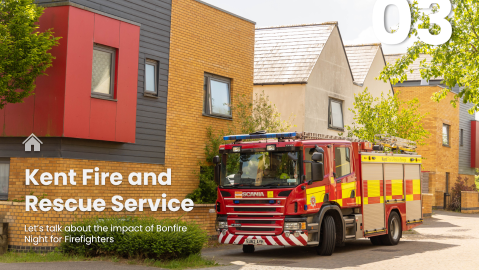 03
Kent Fire and
Rescue Service
Let's talk about the impact of Bonfire
Night for Firefighters
SCANIA